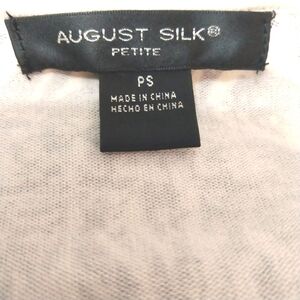 AUGUST SILK®
PETITE
PS
MADE IN CHINA
HECHO EN CHINA